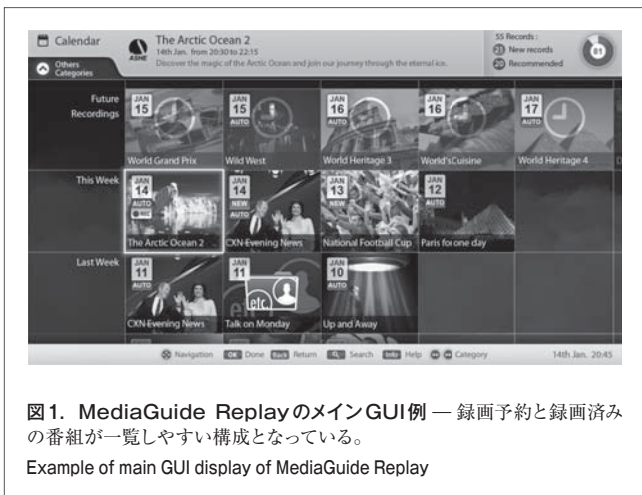 Calendar
Others
Categories
ASHE
The Arctic Ocean 2
14th Jan. from 20:30 to 22:15
Discover the magic of the Arctic Ocean and join our journey through the eternal ice.
55 Records :
21 New records
20 Recommended
01
Future
Recordings
JAN
15
World Grand Prix
JAN
15
AUTO
Wild West
JAN
16
AUTO
World Heritage 3
JAN
16
World'sCuisine
JAN
17
AUTO
World Heritage 4
D
This Week
JAN
14
AUTO
REC
The Arctic Ocean 2
JAN
14
NEW
AUTO
CXN-Evening News
JAN
13
NEW
AUTO
National Football Cup
JAN
12
AUTO
Paris for one day
Last Week
JAN
11
AUTO
CXN-Evening News
JAN
11
etc.
Talk on Monday
JAN
10
AUTO
Up and Away
Navigation OK Done Back Return Search Info Help Category 14th Jan. 20:45
図1. MediaGuide ReplayのメインGUI例 — 録画予約と録画済み
の番組が一覧しやすい構成となっている。
Example of main GUI display of MediaGuide Replay